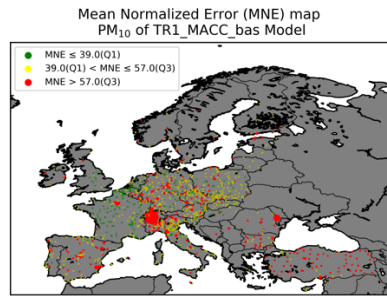 Mean Normalized Error (MNE) map
PM₁₀ of TR1_MACC_bas Model
MNE ≤ 39.0(Q1)
39.0(Q1) < MNE ≤ 57.0(Q3)
MNE > 57.0(Q3)